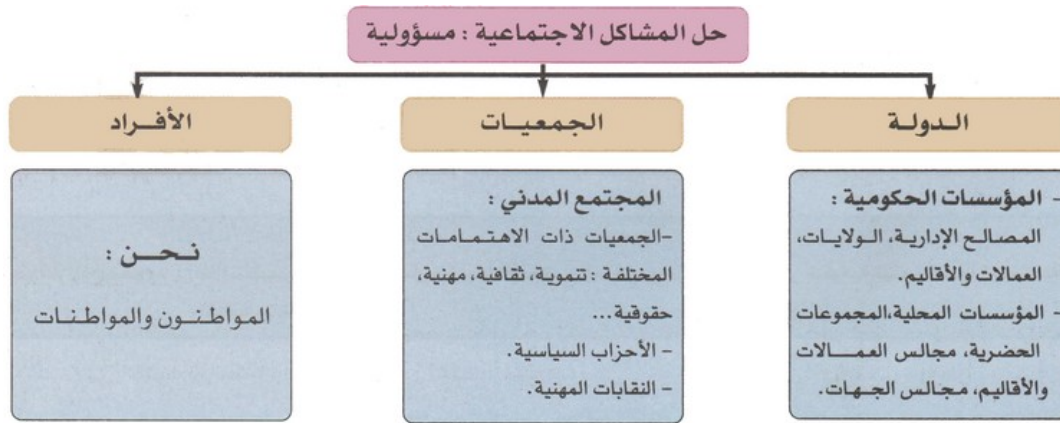 حل المشاكل الاجتماعية : مسؤولية
الدولة
- المؤسسات الحكومية :
المصالح الإدارية، الولايات،
العمالات والأقاليم.
- المؤسسات المحلية،المجموعات
الحضرية، مجالس العمالات
والأقاليم، مجالس الجهات.
الجمعيات
المجتمع المدني :
-الجمعيات ذات الاهتمامات
المختلفة : تنموية، ثقافية، مهنية،
حقوقية...
- الأحزاب السياسية.
- النقابات المهنية.
الأفراد
نحن :
المواطنون والمواطنات